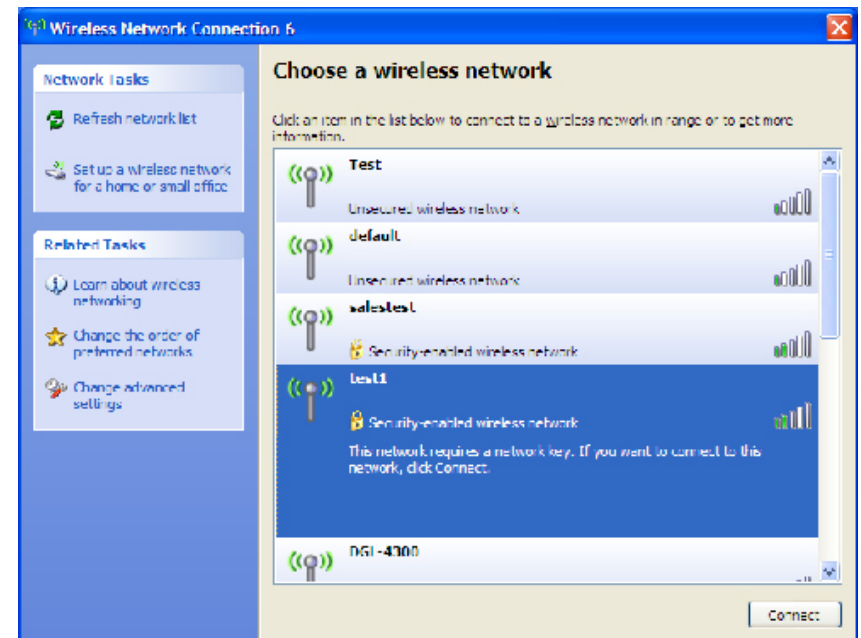 Wireless Network Connection 6
Network Tasks
Refresh network list
Set up a wireless network
for a home or small office
Related Tasks
Learn about wireless
networking
Change the order of
preferred networks
Change advanced
settings
Choose a wireless network
Click an item in the list below to connect to a wireless network in range or to get more
information.
Test
Unsecured wireless network
default
Unsecured wireless network
salestest
Security-enabled wireless network
test1
Security-enabled wireless network
This network requires a network key. If you want to connect to this
network, click Connect.
DGL-4300
Connect